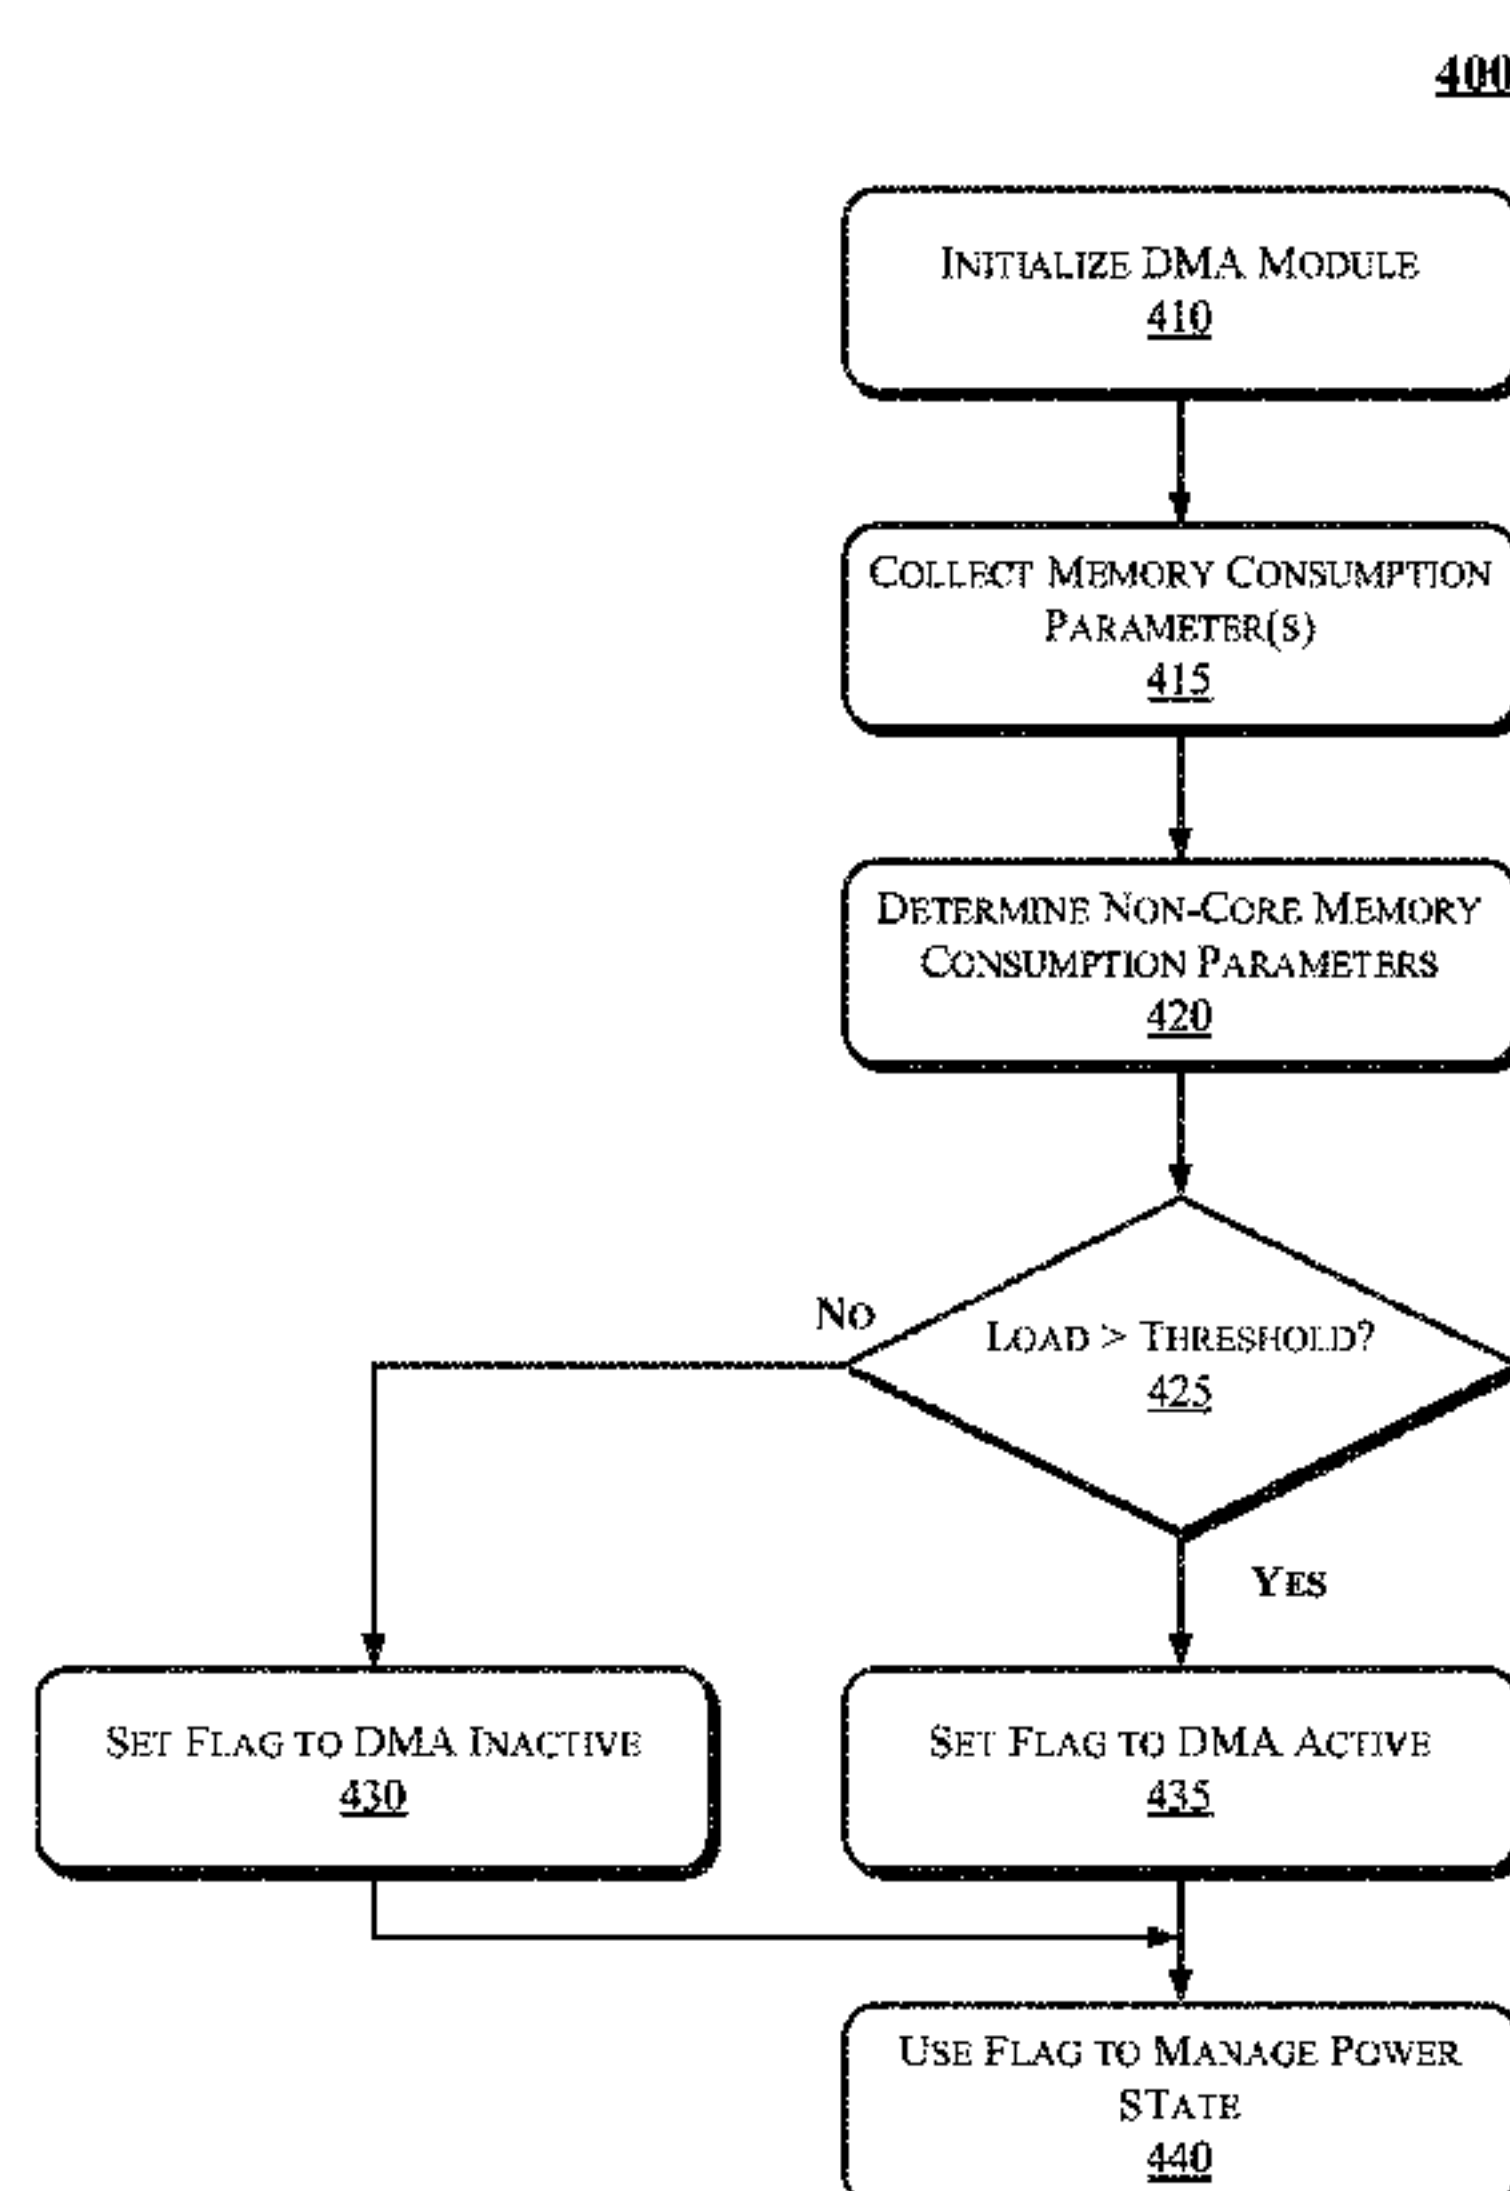 400
INITIALIZE DMA MODULE
410
COLLECT MEMORY CONSUMPTION
PARAMETER(S)
415
DETERMINE NON-CORE MEMORY
CONSUMPTION PARAMETERS
420
NO
LOAD > THRESHOLD?
425
YES
SET FLAG TO DMA INACTIVE
430
SET FLAG TO DMA ACTIVE
435
USE FLAG TO MANAGE POWER
STATE
440